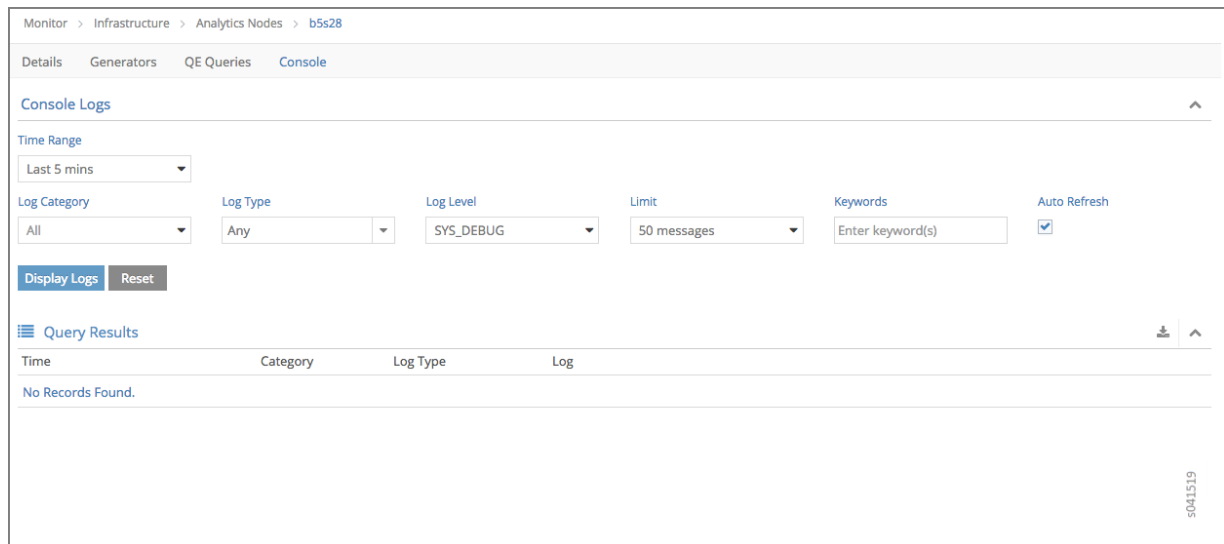 Monitor > Infrastructure > Analytics Nodes > b5s28
Details Generators QE Queries Console
Console Logs
Time Range
Last 5 mins
Log Category Log Type Log Level Limit Keywords Auto Refresh
All Any SYS_DEBUG 50 messages Enter keyword(s)
Display Logs Reset
Query Results
Time Category Log Type Log
No Records Found.
s041519